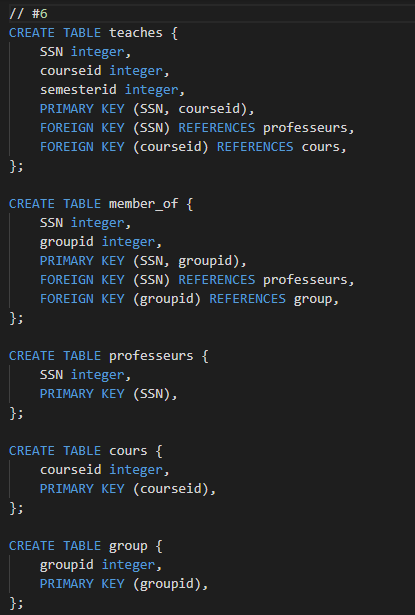 // #6
CREATE TABLE teaches {
    SSN integer,
    courseid integer,
    semesterid integer,
    PRIMARY KEY (SSN, courseid),
    FOREIGN KEY (SSN) REFERENCES professeurs,
    FOREIGN KEY (courseid) REFERENCES cours,
};

CREATE TABLE member_of {
    SSN integer,
    groupid integer,
    PRIMARY KEY (SSN, groupid),
    FOREIGN KEY (SSN) REFERENCES professeurs,
    FOREIGN KEY (groupid) REFERENCES group,
};

CREATE TABLE professeurs {
    SSN integer,
    PRIMARY KEY (SSN),
};

CREATE TABLE cours {
    courseid integer,
    PRIMARY KEY (courseid),
};

CREATE TABLE group {
    groupid integer,
    PRIMARY KEY (groupid),
};